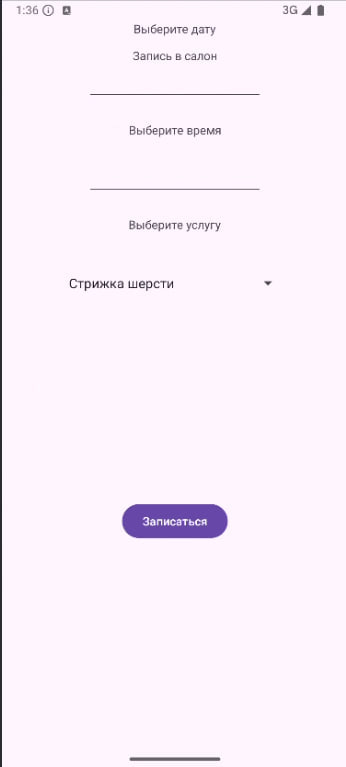 1:36
3G
Выберите дату
Запись в салон
Выберите время
Выберите услугу
Стрижка шерсти
Записаться